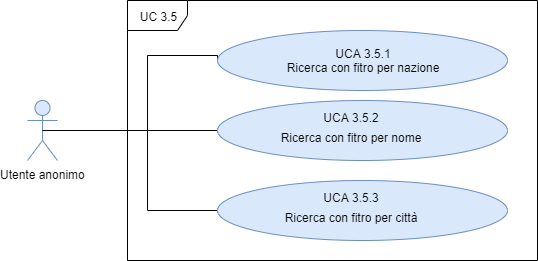 UC 3.5
UCA 3.5.1
Ricerca con fitro per nazione
UCA 3.5.2
Ricerca con fitro per nome
Utente anonimo
UCA 3.5.3
Ricerca con fitro per città